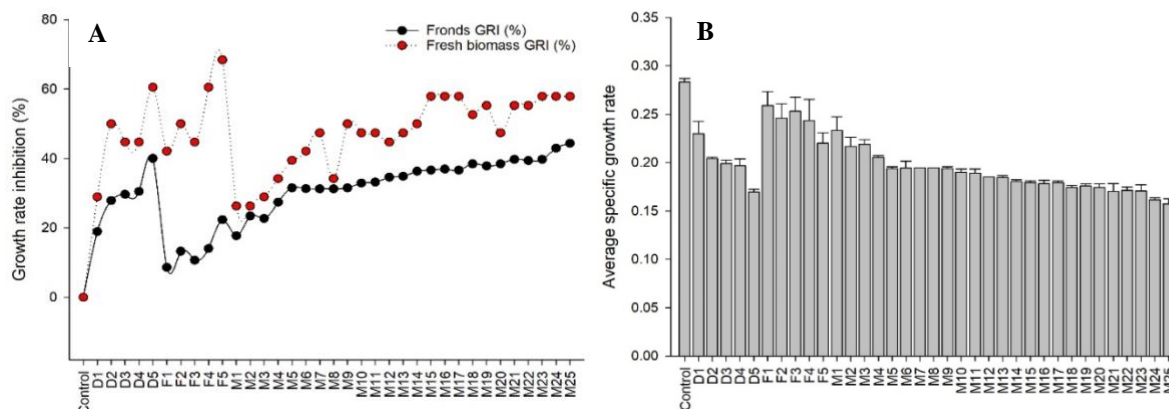 A
Fronds GRI (%)
Fresh biomass GRI (%)
Growth rate inhibition (%)
80
60
40
20
0
Control D1 D2 D3 D4 D5 F1 F2 F3 F4 F5 M1 M2 M3 M4 M5 M6 M7 M8 M9 M10 M11 M12 M13 M14 M15 M16 M17 M18 M19 M20 M21 M22 M23 M24 M25
B
Average specific growth rate
0.35
0.30
0.25
0.20
0.15
0.10
0.05
0.00
Control D1 D2 D3 D4 D5 F1 F2 F3 F4 F5 M1 M2 M3 M4 M5 M6 M7 M8 M9 M10 M11 M12 M13 M14 M15 M16 M17 M18 M19 M20 M21 M22 M23 M24 M25